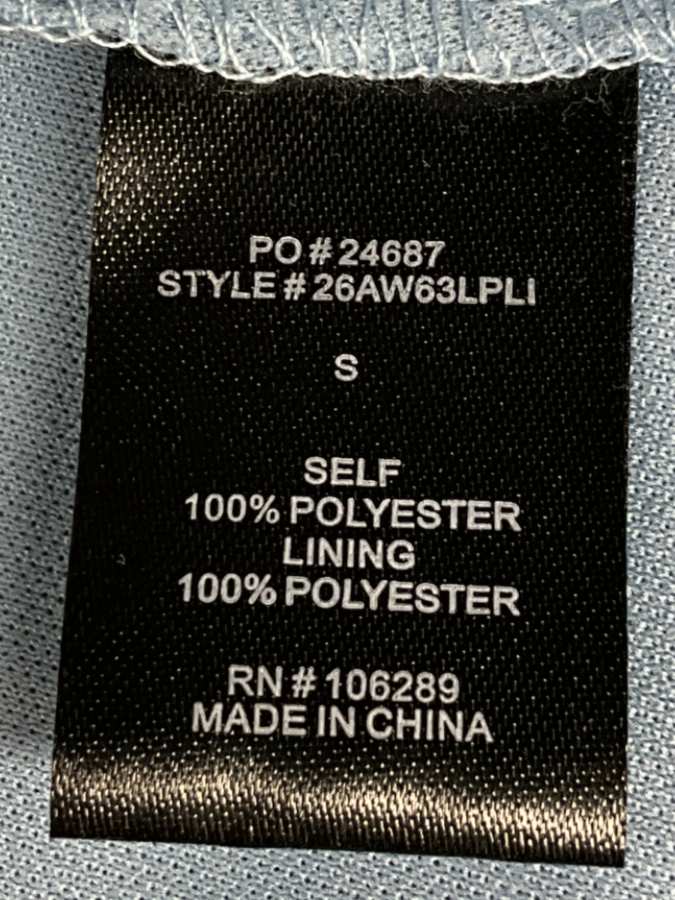 PO # 24687
STYLE # 26AW63LPLI
S
SELF
100% POLYESTER
LINING
100% POLYESTER
RN # 106289
MADE IN CHINA